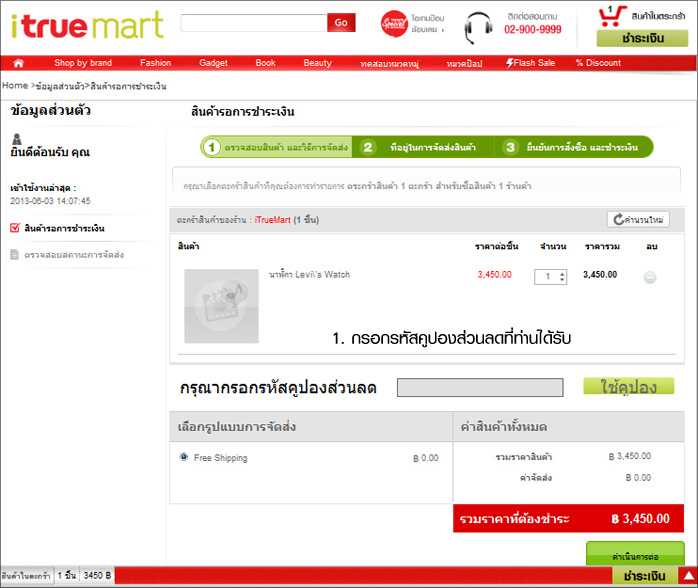 itruemart
Go
Special
ติดต่อสอบถาม
02-900-9999
1
สินค้าในตะกร้า
ชำระเงิน
Shop by brand Fashion Gadget Book Beauty ทดสอบหมวดหมู่ หมวดป๊อป Flash Sale % Discount
Home >ข้อมูลส่วนตัว>สินค้ารอการชำระเงิน
ข้อมูลส่วนตัว
ยินดีต้อนรับ คุณ
เข้าใช้งานล่าสุด :
2013-06-03 14:07:45
สินค้ารอการชำระเงิน
ตรวจสอบสถานะการจัดส่ง
สินค้ารอการชำระเงิน
1 ตรวจสอบสินค้า และวิธีการจัดส่ง 2 ที่อยู่ในการจัดส่งสินค้า 3 ยืนยันการสั่งซื้อ และชำระเงิน
กรุณาเลือกตะกร้าสินค้าที่คุณต้องการทำรายการ ตระกร้าสินค้า 1 ตะกร้า สำหรับซื้อสินค้า 1 ร้านค้า
ตะกร้าสินค้าของร้าน : iTrueMart (1 ชิ้น) คำนวนใหม่
สินค้า ราคาต่อชิ้น จำนวน ราคารวม ลบ
นาฬิ้กา Levi\'s Watch 3,450.00 1 3,450.00
1. กรอกรหัสคูปองส่วนลดที่ท่านได้รับ
กรุณากรอกรหัสคูปองส่วนลด ใช้คูปอง
เลือกรูปแบบการจัดส่ง
Free Shipping ฿ 0.00
ค่าสินค้าทั้งหมด
รวมราคาสินค้า ฿ 3,450.00
ค่าจัดส่ง ฿ 0.00
รวมราคาที่ต้องชำระ ฿ 3,450.00
ดำเนินการต่อ
สินค้าในตะกร้า 1 ชิ้น 3450 ฿ ชำระเงิน